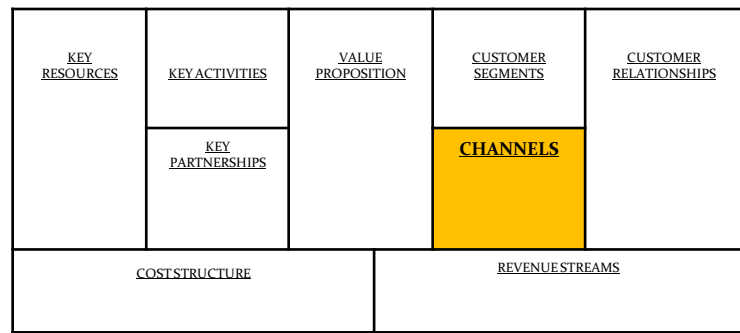 KEY
RESOURCES
KEY ACTIVITIES
KEY
PARTNERSHIPS
VALUE
PROPOSITION
CUSTOMER
SEGMENTS
CHANNELS
CUSTOMER
RELATIONSHIPS
COST STRUCTURE
REVENUE STREAMS